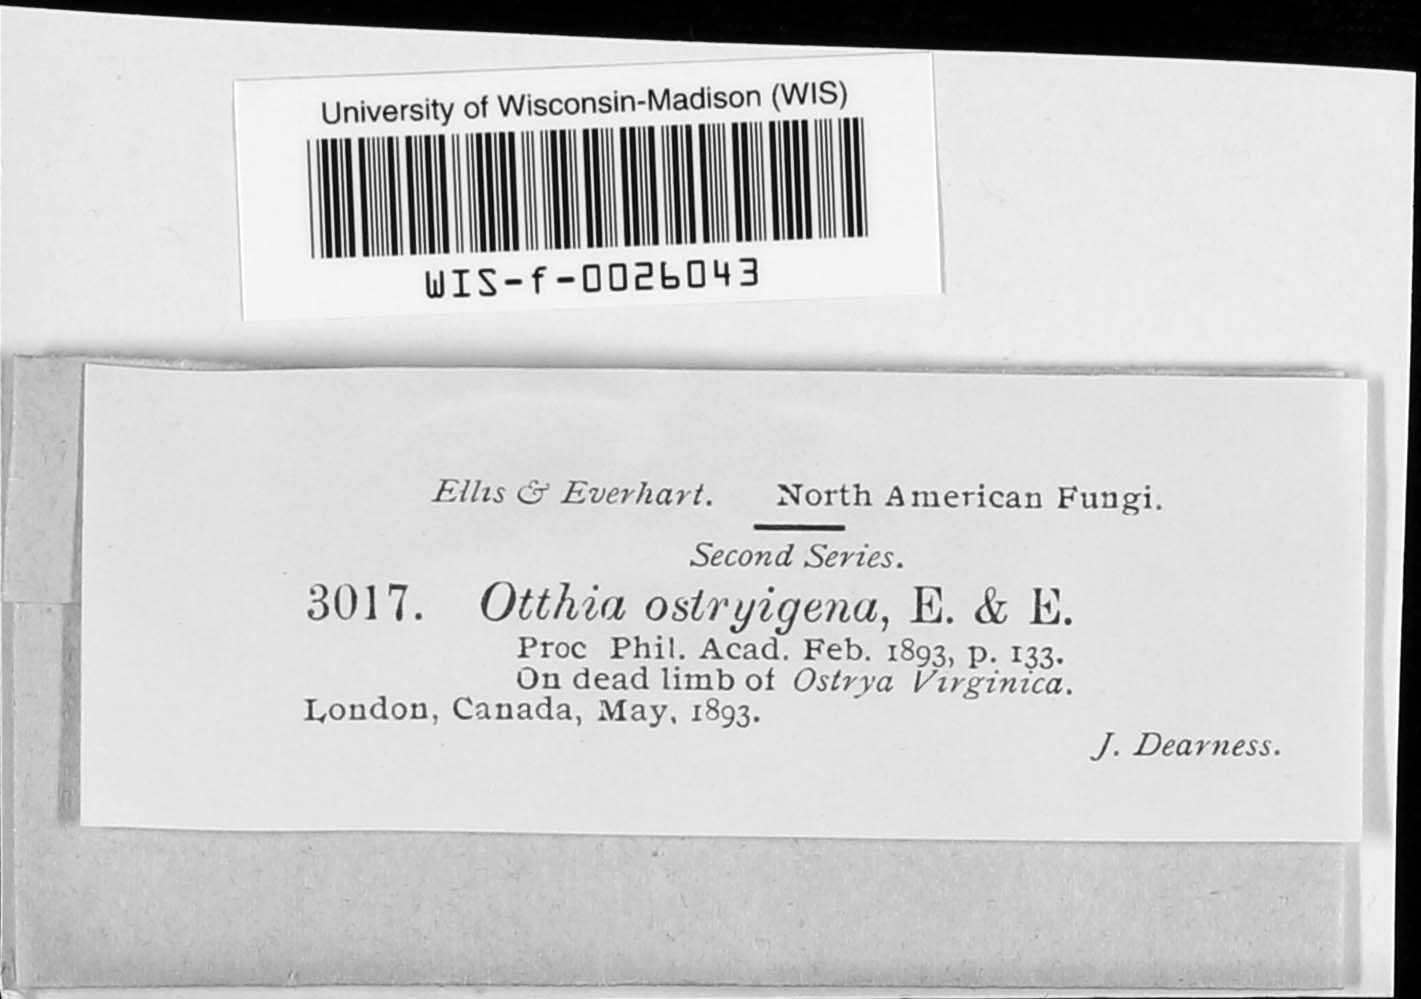 University of Wisconsin-Madison (WIS)
WIS-f-0026043
Ellis & Everhart. North American Fungi.
Second Series.
3017. Otthia ostryigena, E. & E.
Proc Phil. Acad. Feb. 1893, p. 133.
On dead limb of Ostrya Virginica.
London, Canada, May, 1893.
J. Dearness.